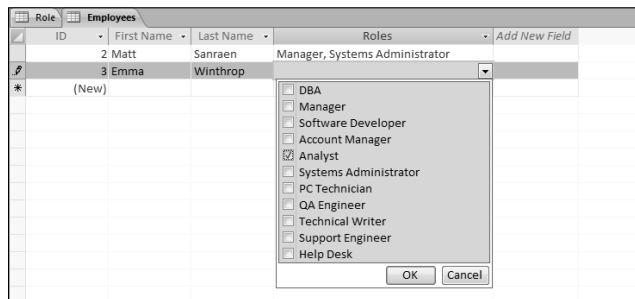 Role Employees
ID First Name Last Name Roles Add New Field
2 Matt Sanraen Manager, Systems Administrator
3 Emma Winthrop
(New)
DBA
Manager
Software Developer
Account Manager
Analyst
Systems Administrator
PC Technician
QA Engineer
Technical Writer
Support Engineer
Help Desk
OK Cancel